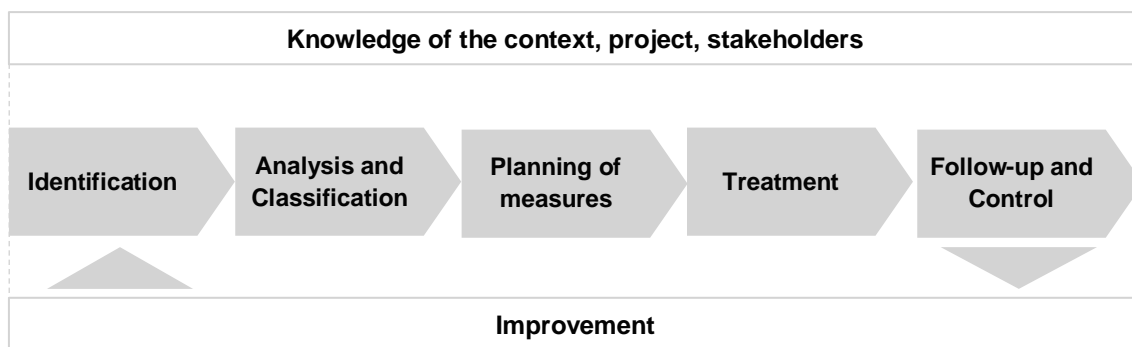 Knowledge of the context, project, stakeholders
Identification
Analysis and
Classification
Planning of
measures
Treatment
Follow-up and
Control
Improvement